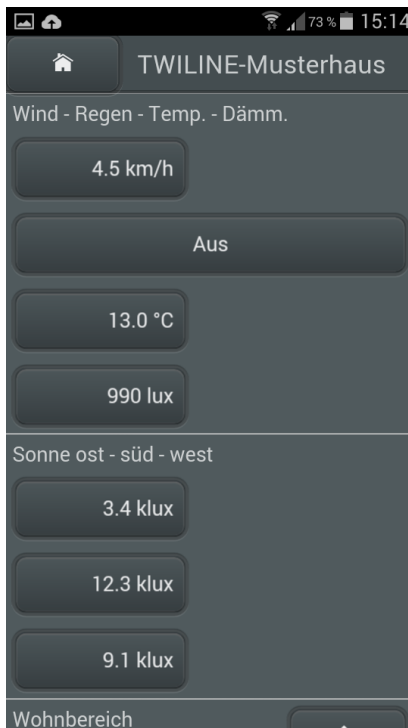 73 % 15:14
TWILINE-Musterhaus
Wind - Regen - Temp. - Dämm.
4.5 km/h
Aus
13.0 °C
990 lux
Sonne ost - süd - west
3.4 klux
12.3 klux
9.1 klux
Wohnbereich